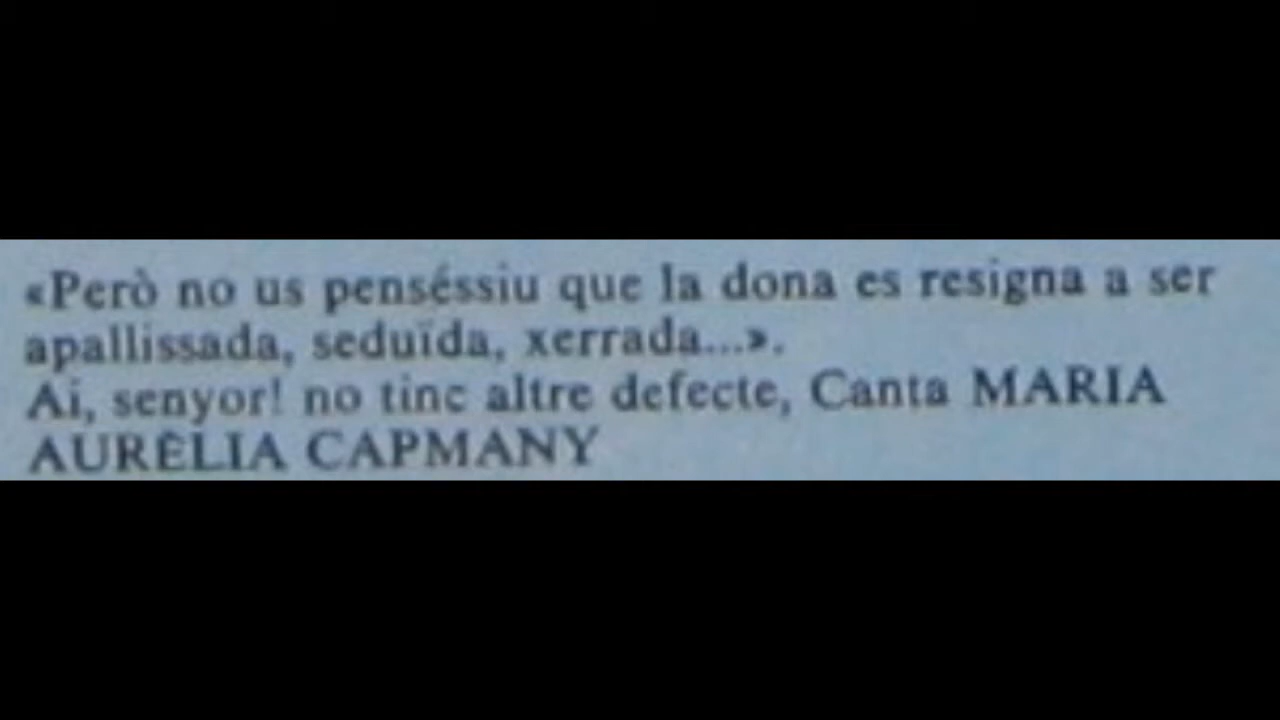 «Però no us penséssiu que la dona es resigna a ser
apallissada, seduïda, xerrada...».
Ai, senyor! no tinc altre defecte, Canta MARIA
AURÈLIA CAPMANY